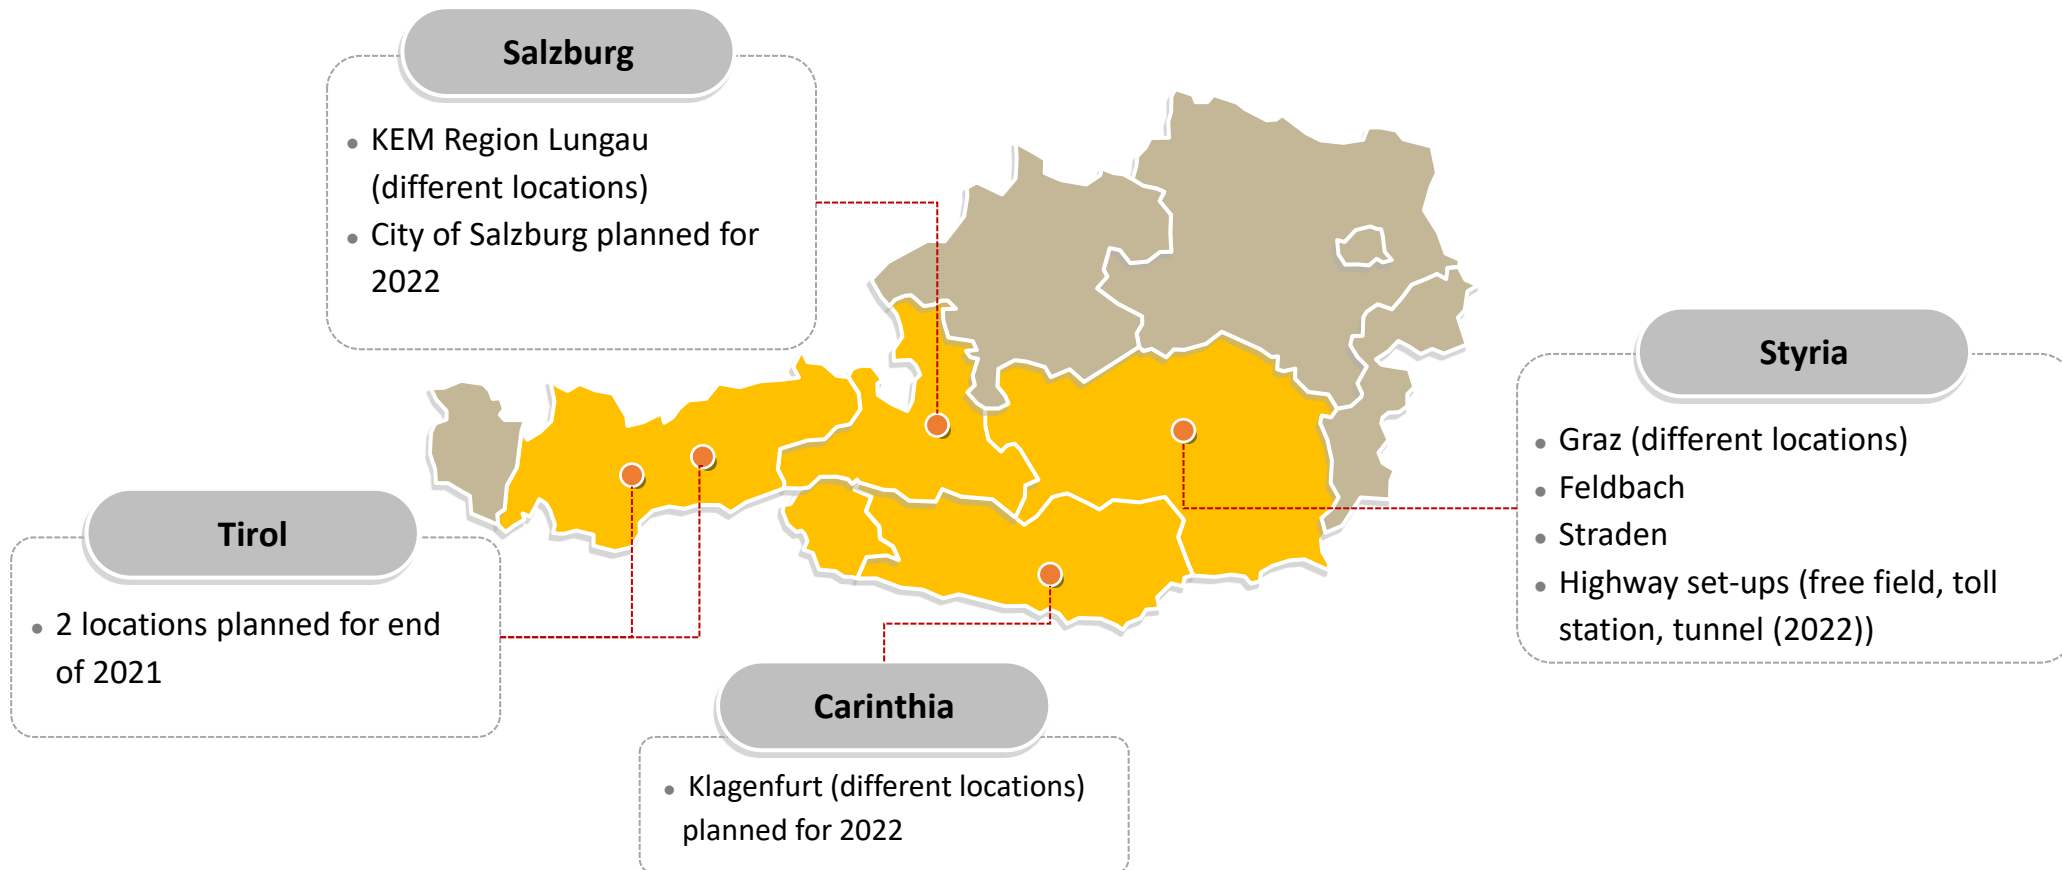 Salzburg
KEM Region Lungau
(different locations)
City of Salzburg planned for
2022
Styria
Graz (different locations)
Feldbach
Straden
Highway set-ups (free field, toll
station, tunnel (2022))
Tirol
2 locations planned for end
of 2021
Carinthia
Klagenfurt (different locations)
planned for 2022